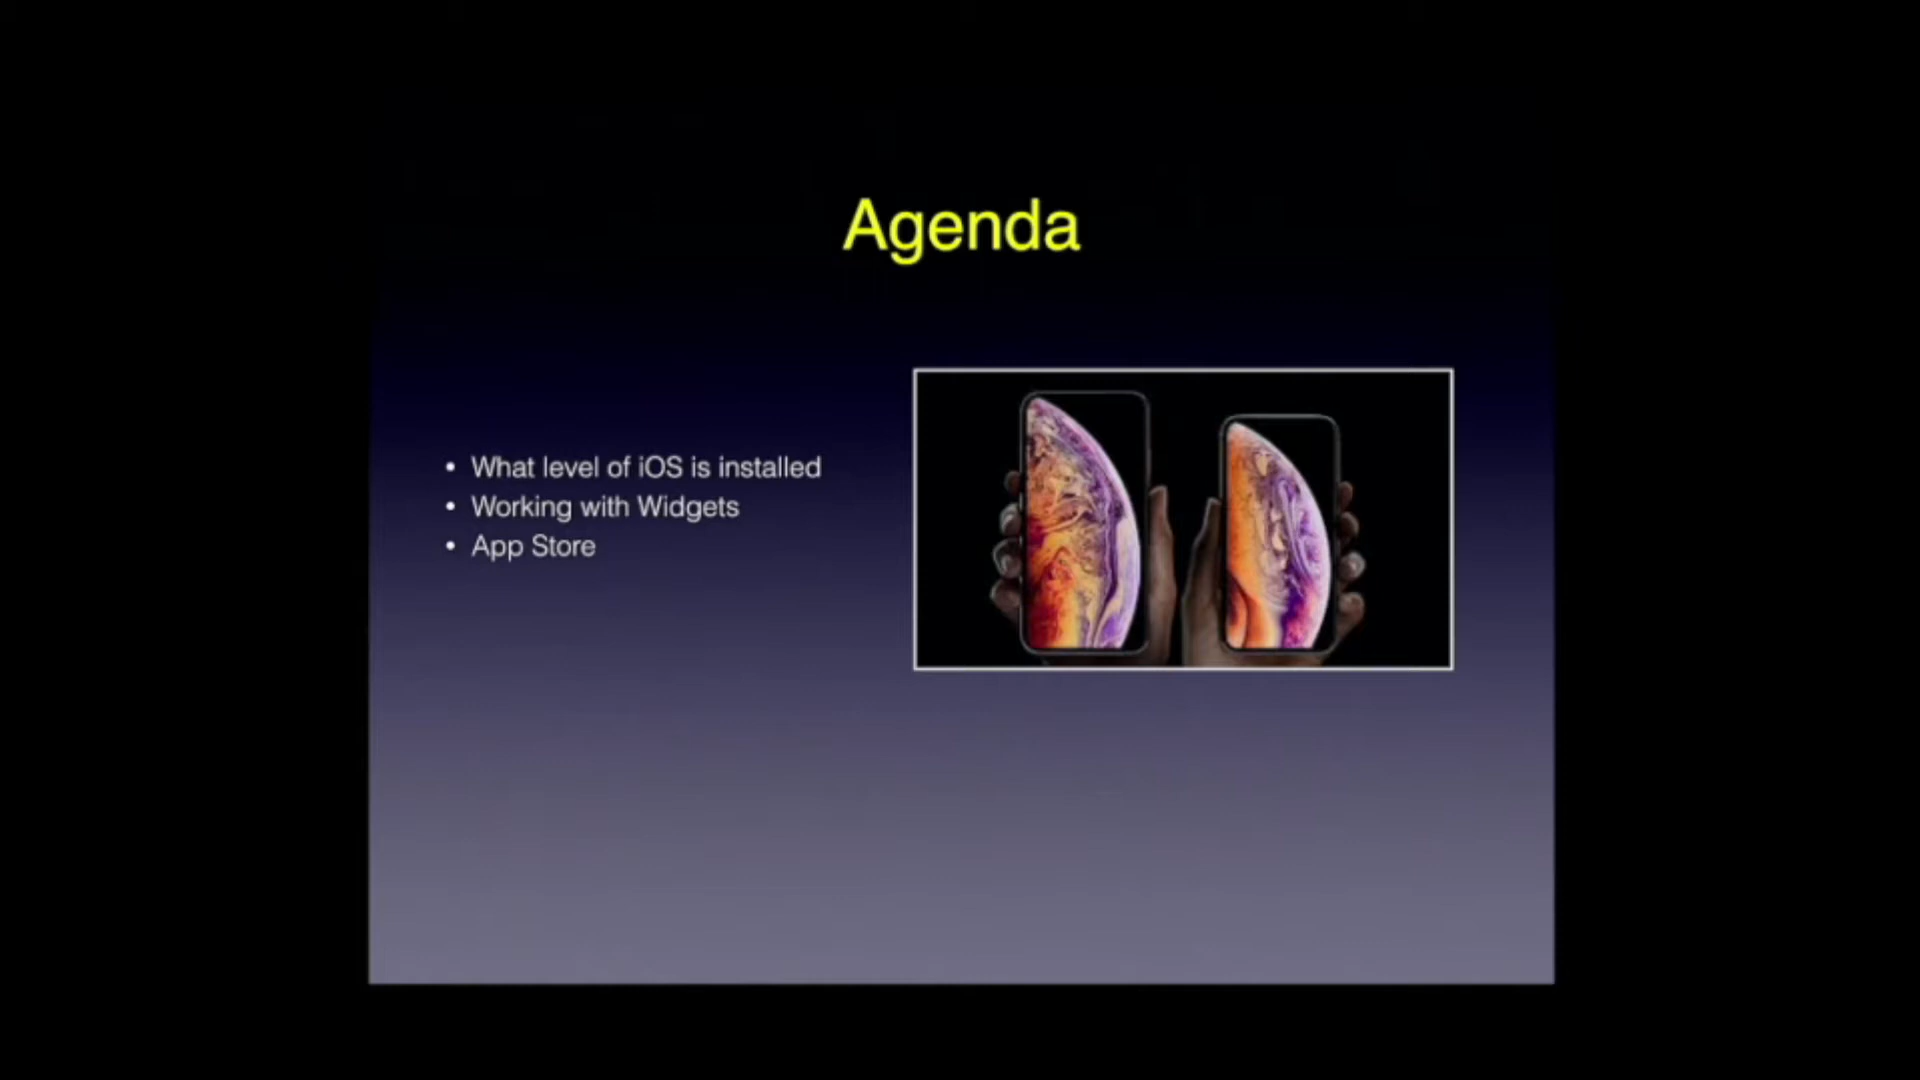 Agenda
• What level of iOS is installed
• Working with Widgets
• App Store